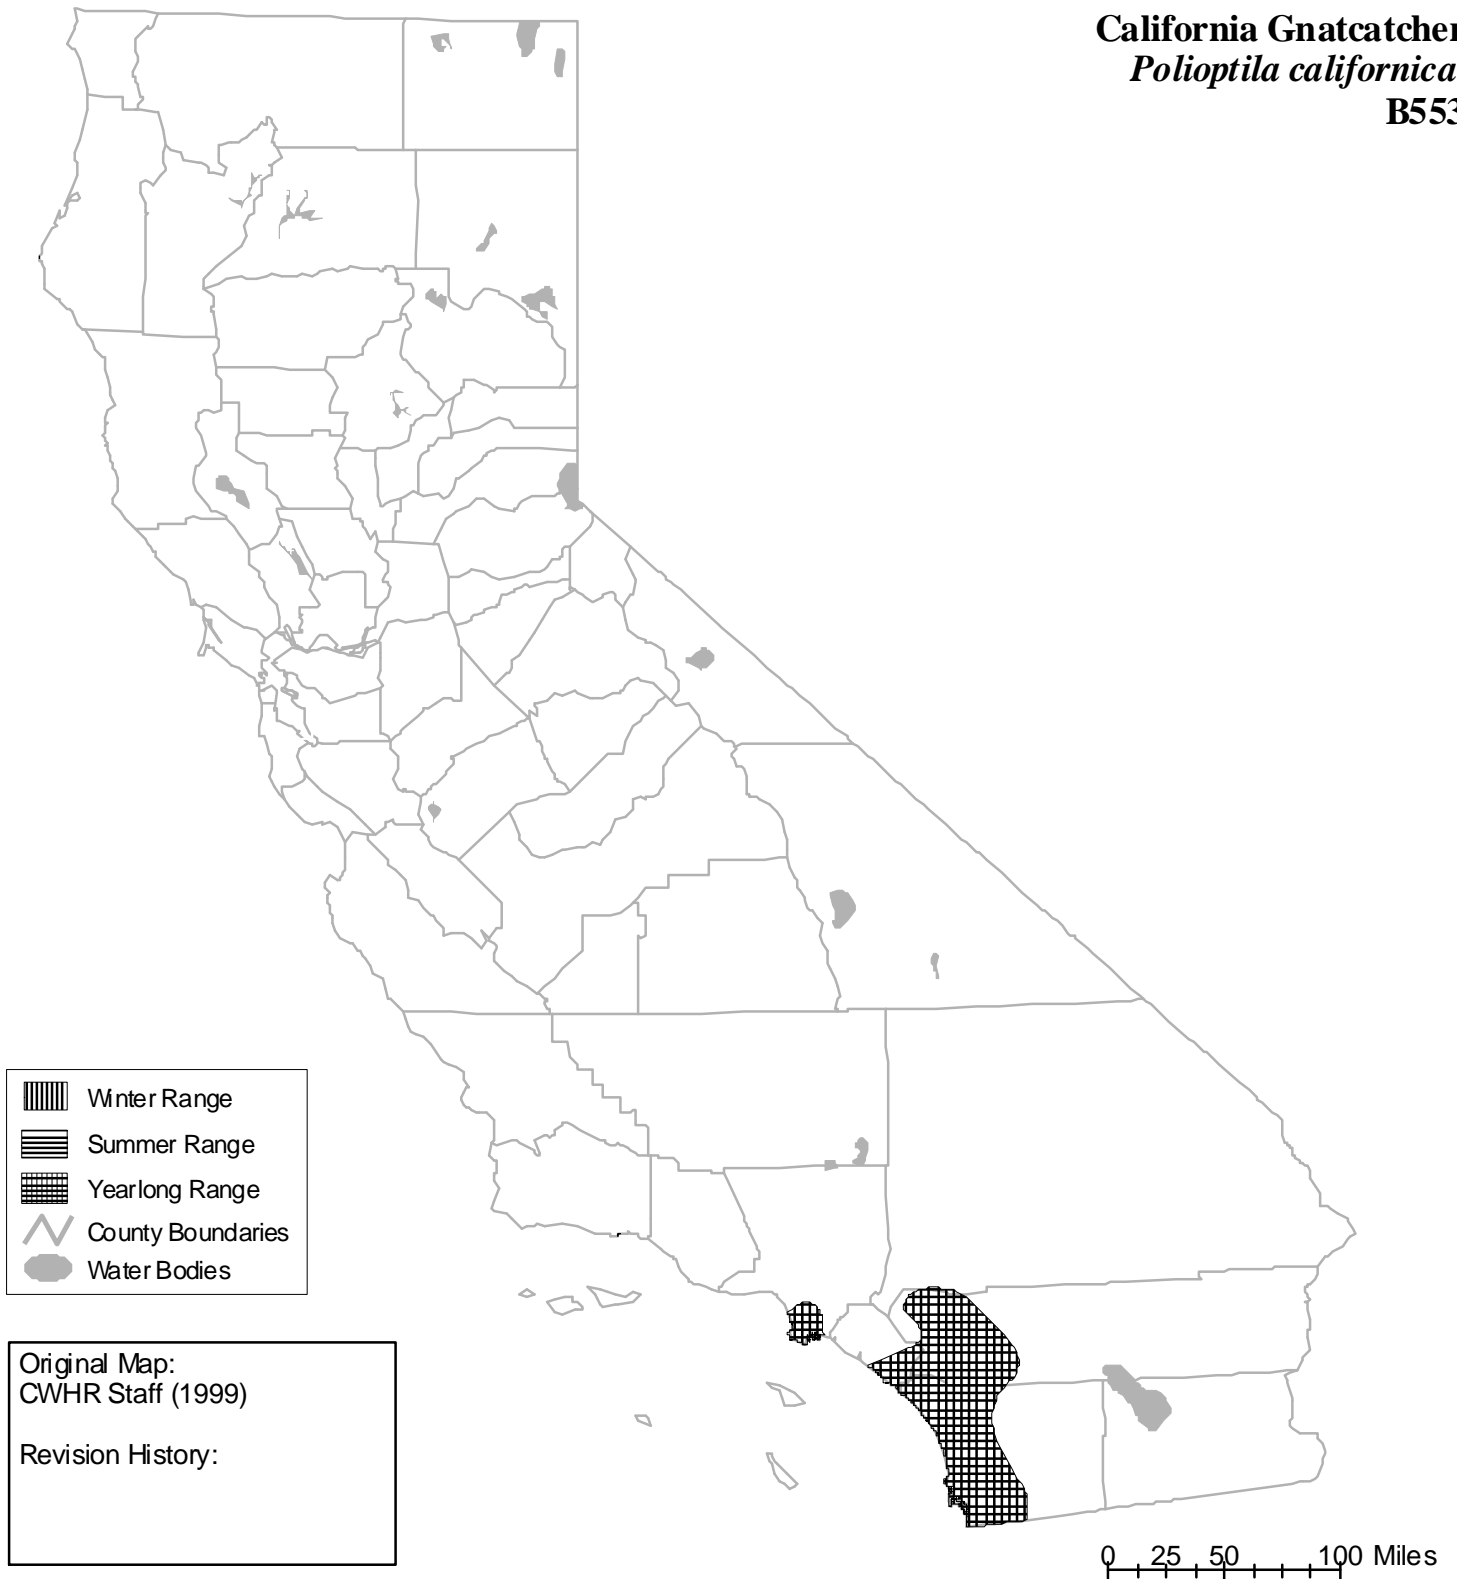 California Gnatcatcher
Polioptila californica
B553
Winter Range
Summer Range
Yearlong Range
County Boundaries
Water Bodies
Original Map:
CWHR Staff (1999)
Revision History:
0 25 50 100 Miles